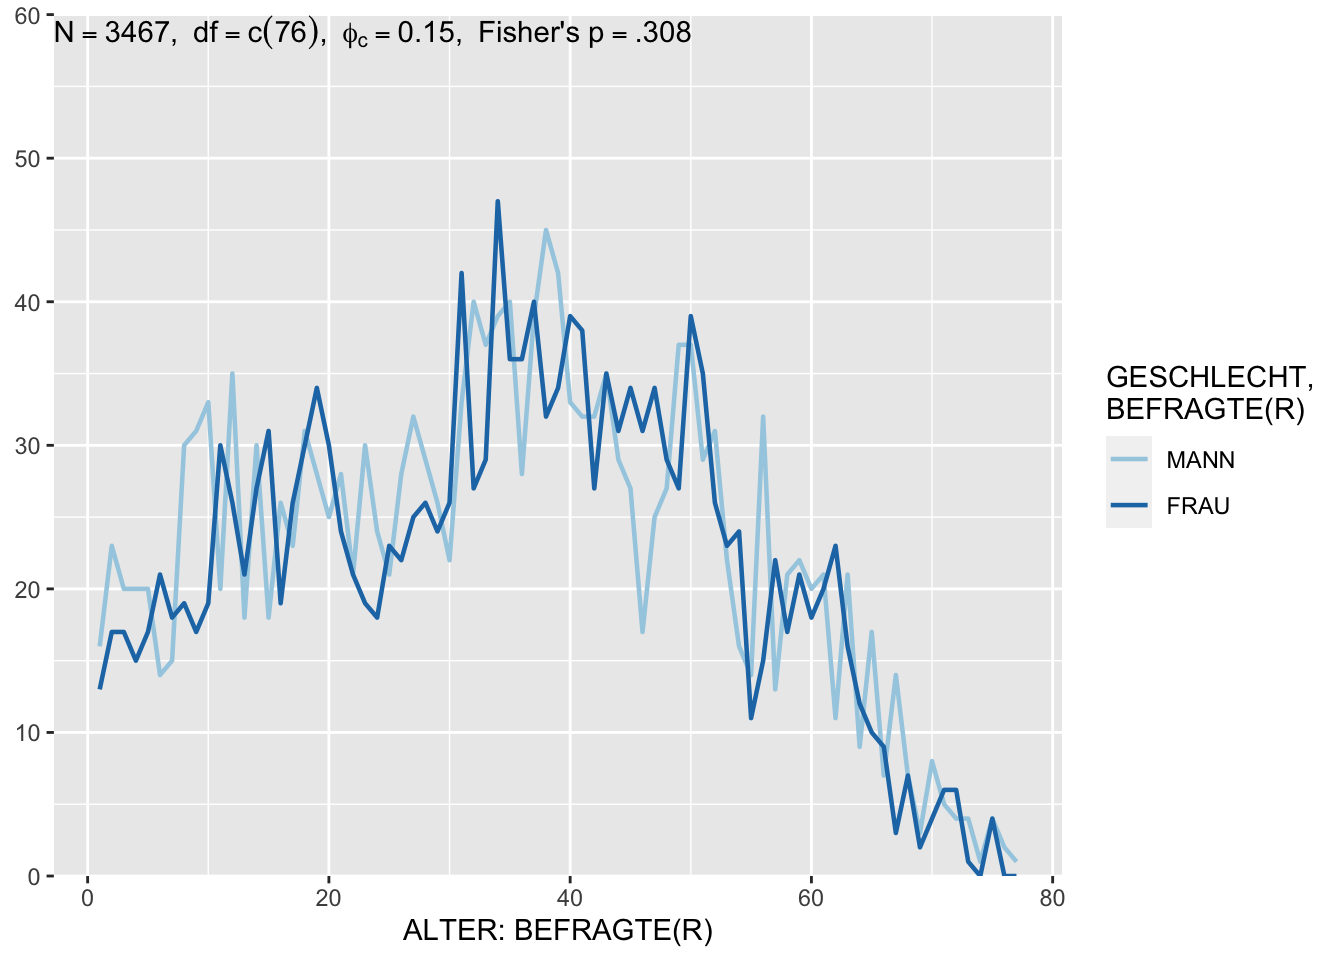 N = 3467, df = c(76), ϕc = 0.15, Fisher's p = .308
60
50
40
30
20
10
0
0 20 40 60 80
ALTER: BEFRAGTE(R)
GESCHLECHT,
BEFRAGTE(R)
MANN
FRAU